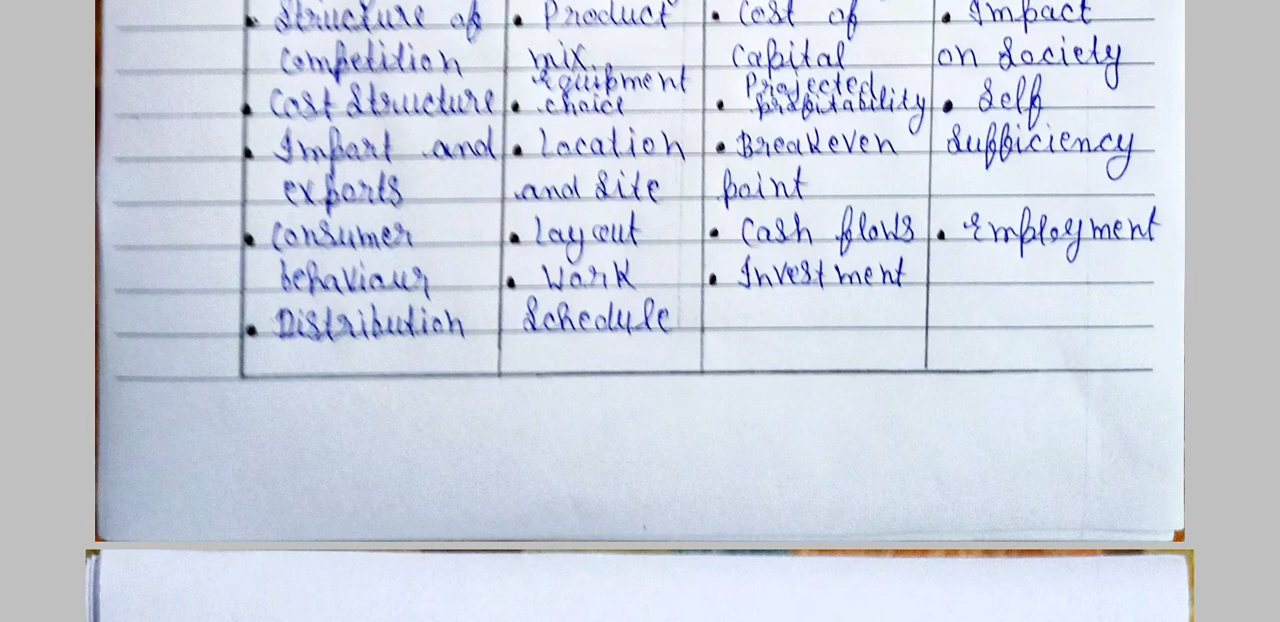 • Structure of • Product • Cost of • Impact
Competition mix. Capital on Society
• Cost Structure • equipment choice • Projected profitability • Self
• Import and • Location • Breakeven Sufficiency
exports and Site point
• Consumer • Layout • Cash flows • Employment
behaviour • Work • Investment
• Distribution Schedule